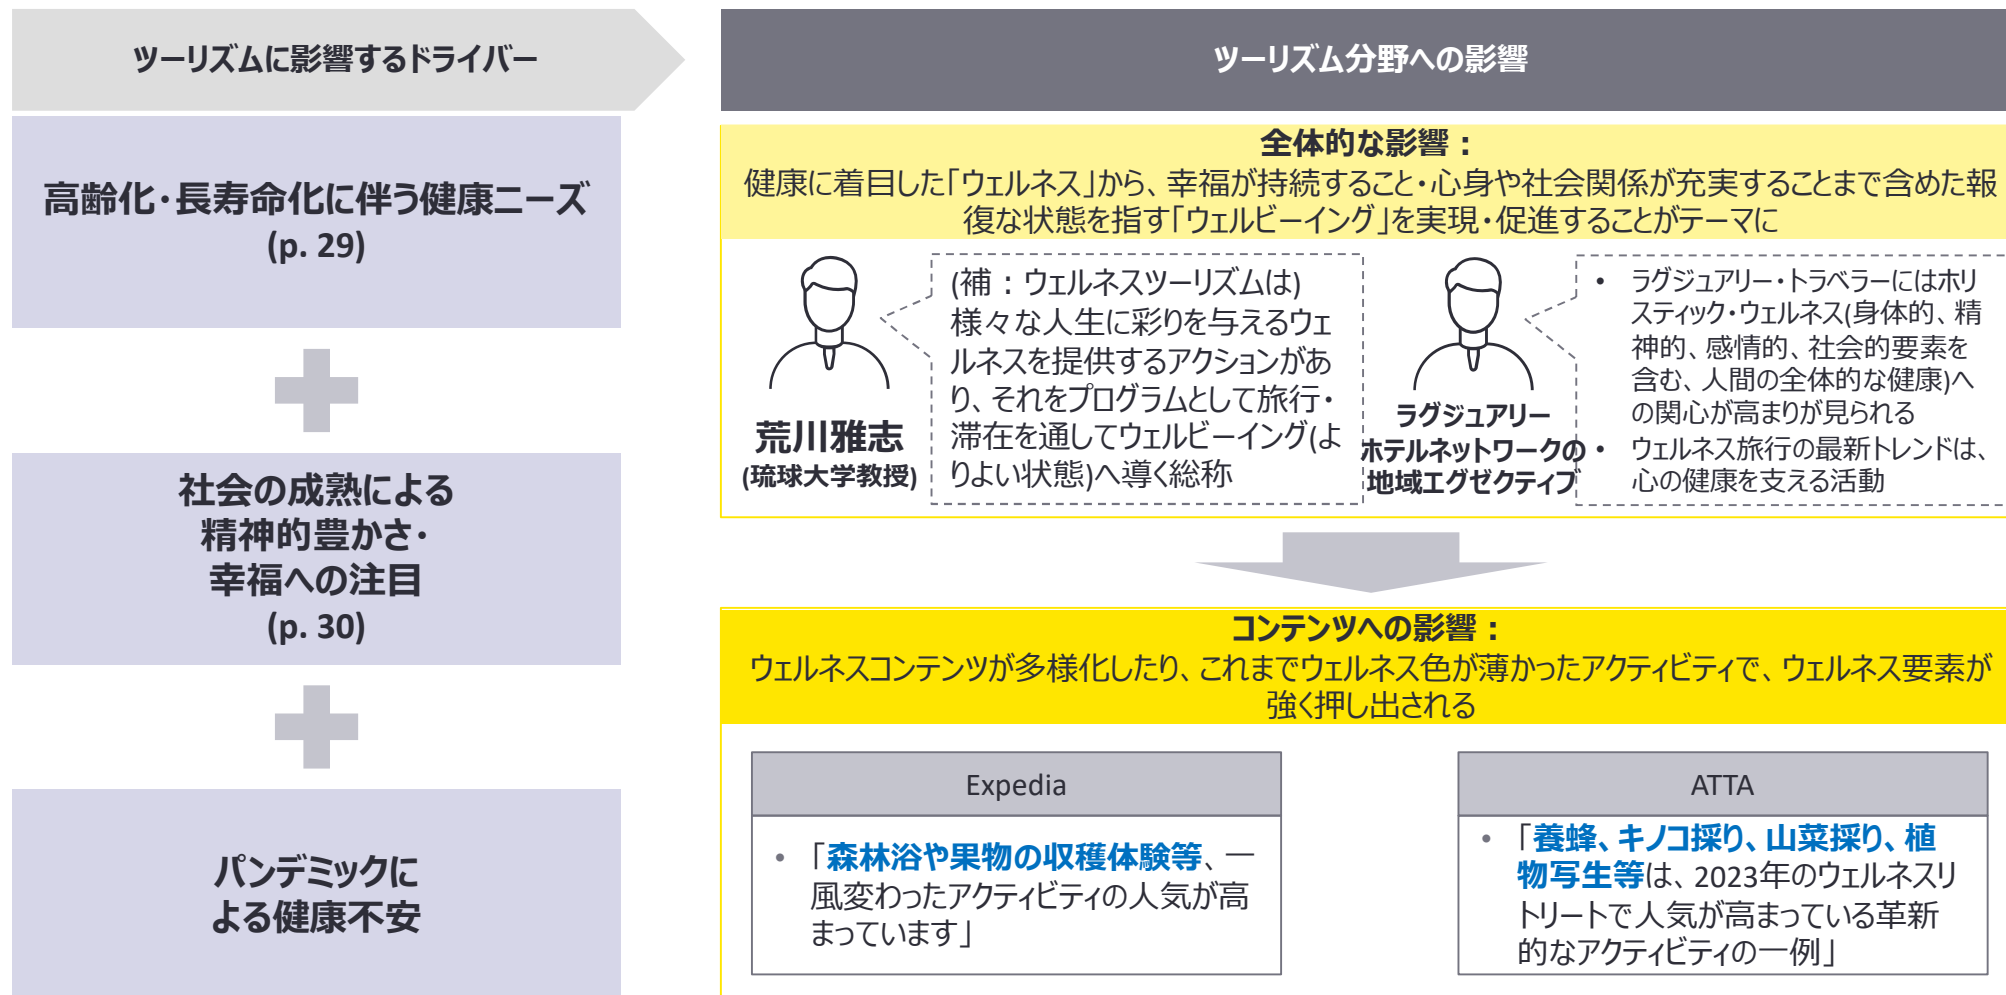 ツーリズムに影響するドライバー
高齢化・長寿命化に伴う健康ニーズ
(p. 29)
社会の成熟による
精神的豊かさ・
幸福への注目
(p. 30)
パンデミックに
よる健康不安
ツーリズム分野への影響
全体的な影響：
健康に着目した「ウェルネス」から、幸福が持続すること・心身や社会関係が充実することまで含めた報
復な状態を指す「ウェルビーイング」を実現・促進することがテーマに
荒川雅志
(琉球大学教授)
(補：ウェルネスツーリズムは)
様々な人生に彩りを与えるウェ
ルネスを提供するアクションがあ
り、それをプログラムとして旅行・
滞在を通してウェルビーイング(よ
りよい状態)へ導く総称
ラグジュアリー
ホテルネットワークの
地域エグゼクティブ
• ラグジュアリー・トラベラーにはホリ
スティック・ウェルネス(身体的、精
神的、感情的、社会的要素を
含む、人間の全体的な健康)へ
の関心が高まりが見られる
• ウェルネス旅行の最新トレンドは、
心の健康を支える活動
コンテンツへの影響：
ウェルネスコンテンツが多様化したり、これまでウェルネス色が薄かったアクティビティで、ウェルネス要素が
強く押し出される
Expedia
• 「森林浴や果物の収穫体験等、一
風変わったアクティビティの人気が高
まっています」
ATTA
• 「養蜂、キノコ採り、山菜採り、植
物写生等は、2023年のウェルネスリ
トリートで人気が高まっている革新
的なアクティビティの一例」